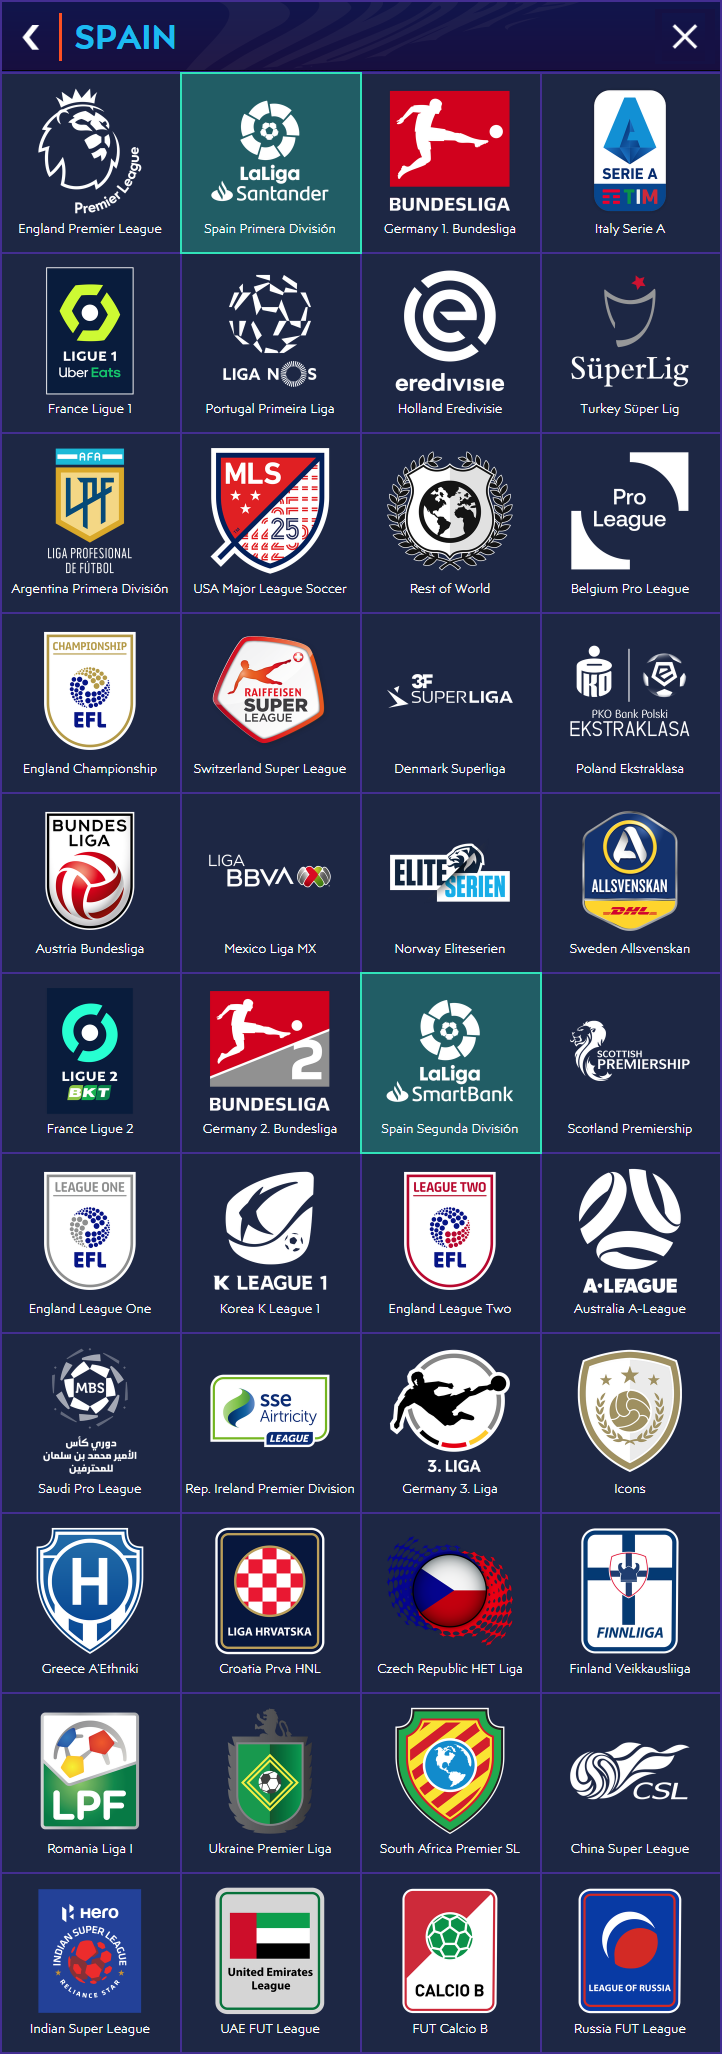 SPAIN
Premier League
England Premier League
LaLiga
Santander
Spain Primera División
BUNDESLIGA
Germany 1. Bundesliga
SERIE A
TIM
Italy Serie A
LIGUE 1
Uber Eats
France Ligue 1
LIGA NOS
Portugal Primeira Liga
eredivisie
Holland Eredivisie
SüperLig
Turkey Süper Lig
AFA
LPF
LIGA PROFESIONAL
DE FÚTBOL
Argentina Primera División
MLS
25
USA Major League Soccer
Rest of World
Pro
League
Belgium Pro League
CHAMPIONSHIP
EFL
England Championship
RAIFFEISEN
SUPER
LEAGUE
Switzerland Super League
3F
SUPERLIGA
Denmark Superliga
PKO
PKO Bank Polski
EKSTRAKLASA
Poland Ekstraklasa
BUNDES
LIGA
Austria Bundesliga
LIGA
BBVA
Mexico Liga MX
ELITE
SERIEN
Norway Eliteserien
ALLSVENSKAN
DHL
Sweden Allsvenskan
LIGUE 2
BKT
France Ligue 2
2
BUNDESLIGA
Germany 2. Bundesliga
LaLiga
SmartBank
Spain Segunda División
SCOTTISH
PREMIERSHIP
Scotland Premiership
LEAGUE ONE
EFL
England League One
K LEAGUE 1
Korea K League 1
LEAGUE TWO
EFL
England League Two
A-LEAGUE
Australia A-League
MBS
دوري كأس
الأمير محمد بن سلمان
للمحترفين
Saudi Pro League
sse
Airtricity
LEAGUE
Rep. Ireland Premier Division
3. LIGA
Germany 3. Liga
Icons
H
Greece A'Ethniki
LIGA HRVATSKA
Croatia Prva HNL
Czech Republic HET Liga
FINNLIIGA
Finland Veikkausliiga
LPF
Romania Liga I
Ukraine Premier Liga
South Africa Premier SL
CSL
China Super League
Hero
INDIAN SUPER LEAGUE
RELIANCE STAR
Indian Super League
United Emirates
League
UAE FUT League
CALCIO B
FUT Calcio B
LEAGUE OF RUSSIA
Russia FUT League